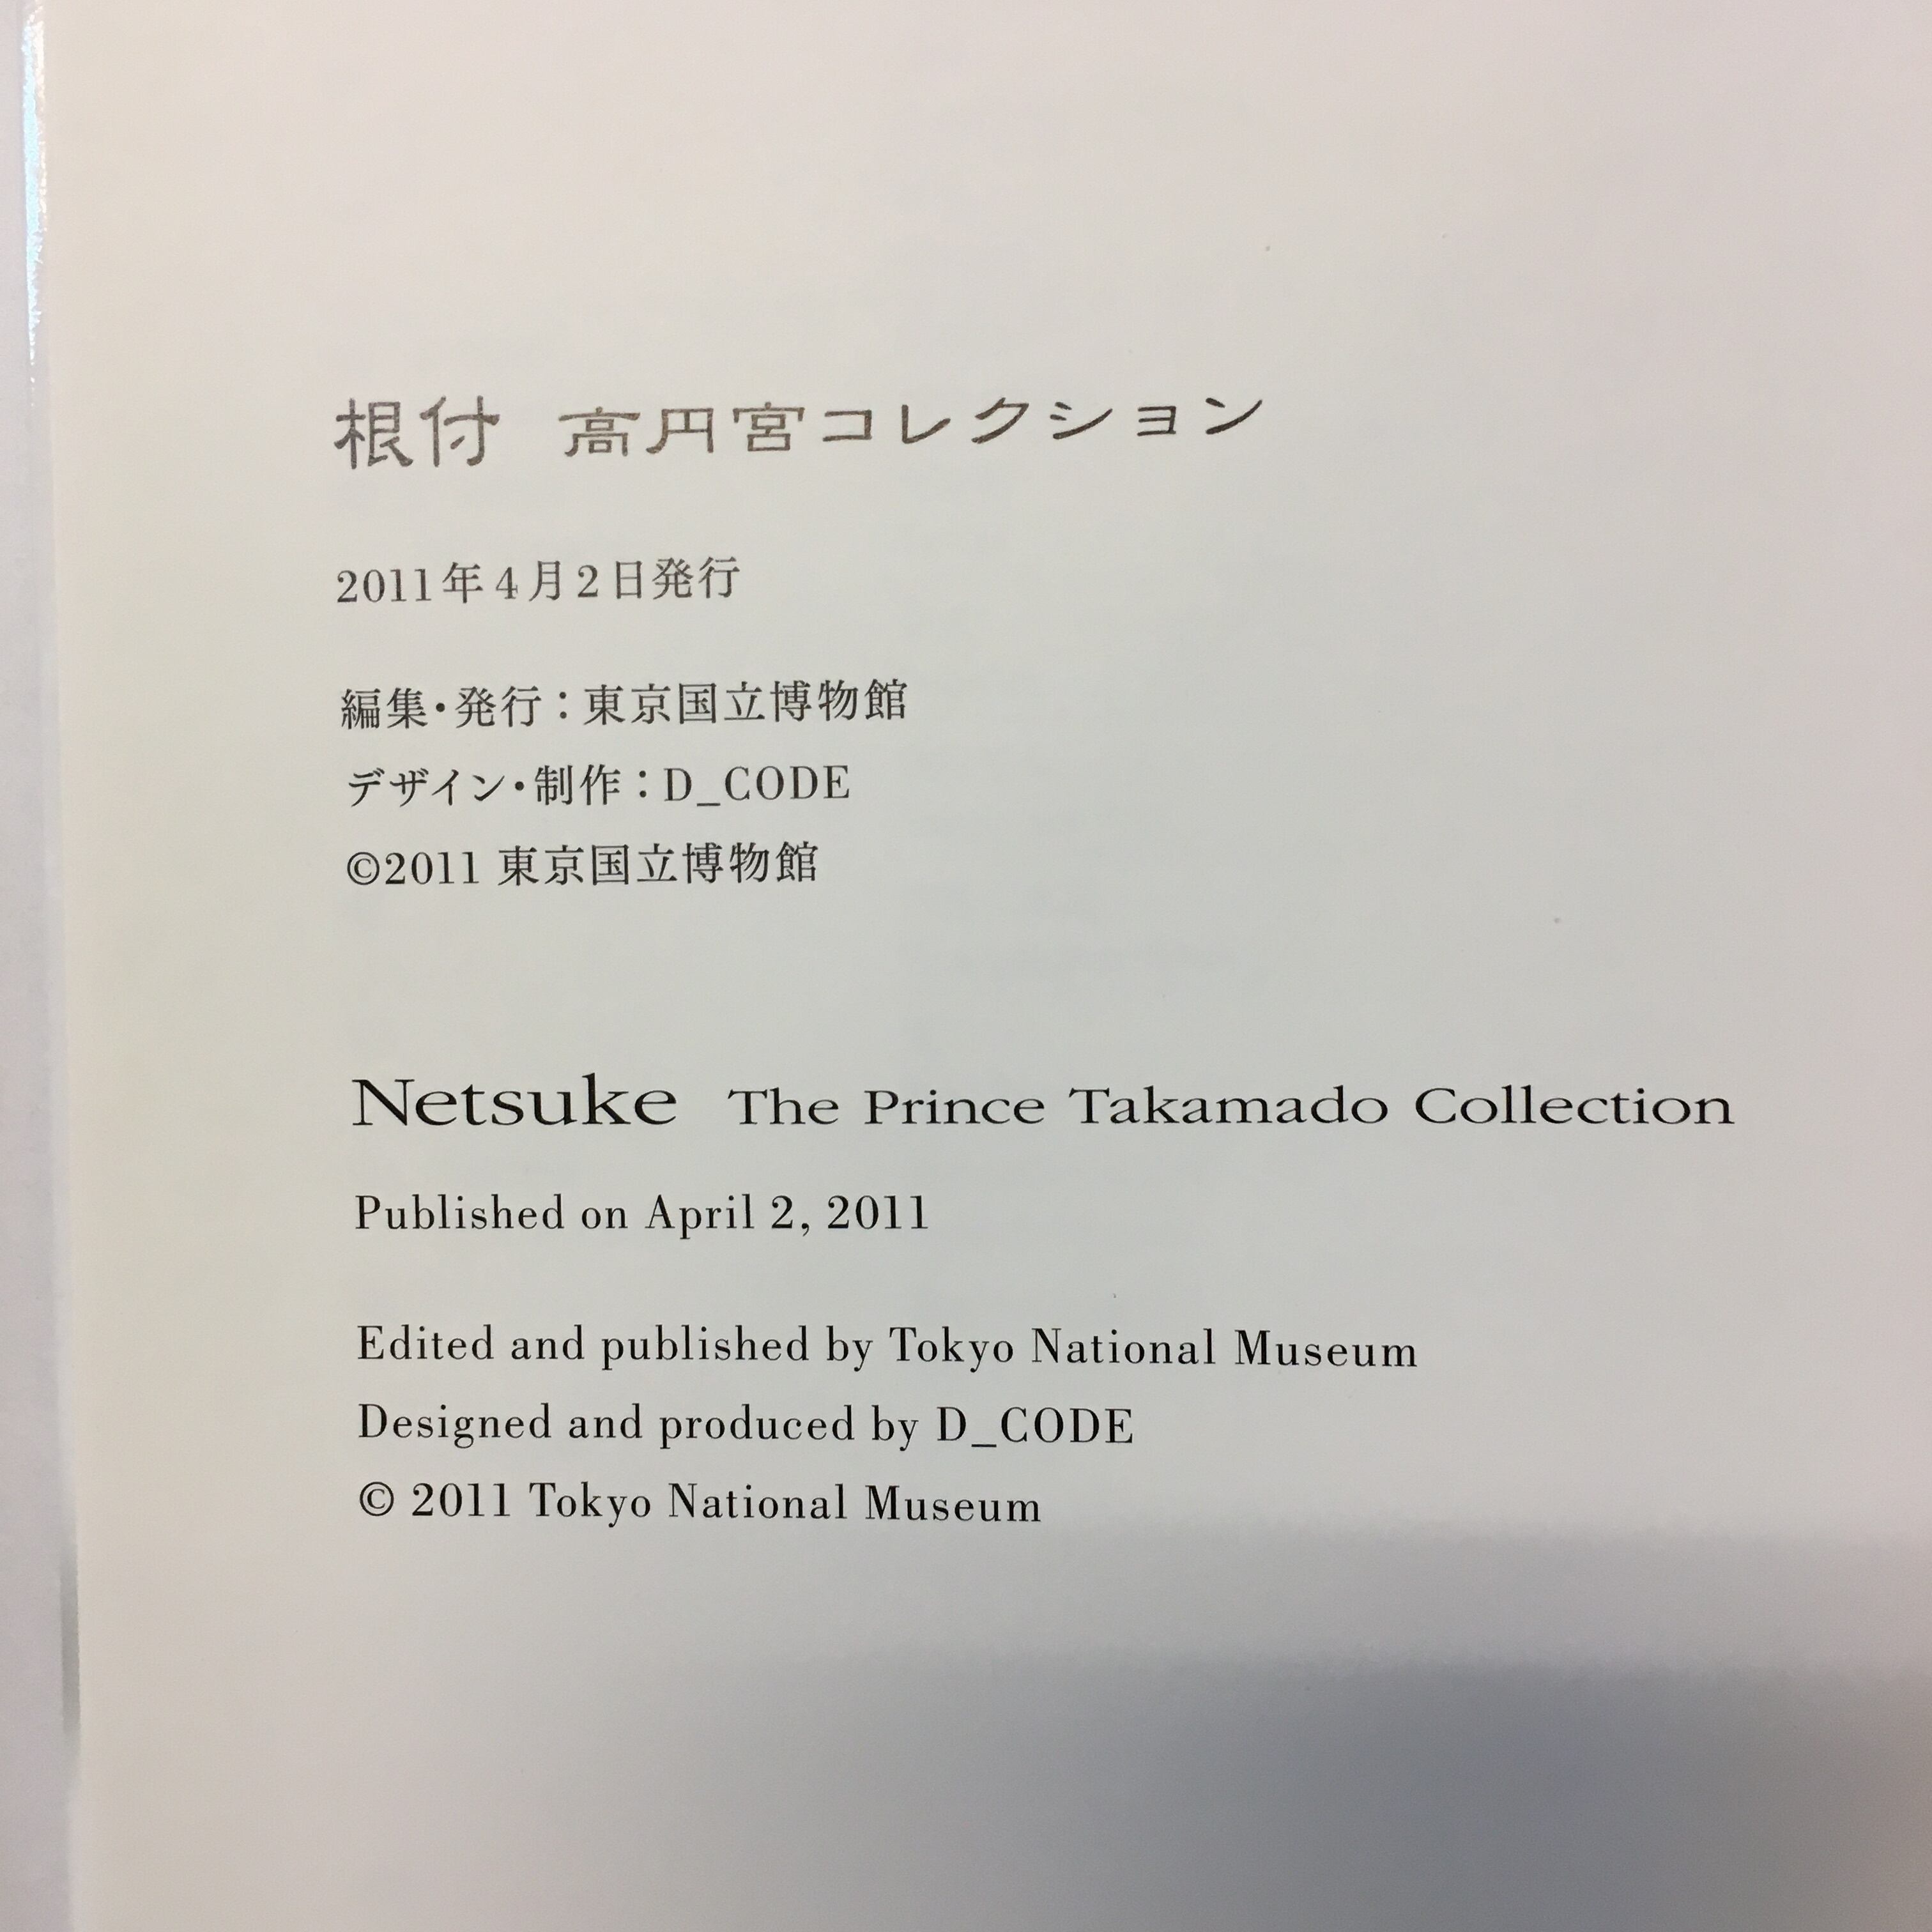 根付 高円宮コレクション
2011年4月2日発行
編集・発行：東京国立博物館
デザイン・制作：D_CODE
©2011 東京国立博物館
Netsuke The Prince Takamado Collection
Published on April 2, 2011
Edited and published by Tokyo National Museum
Designed and produced by D_CODE
© 2011 Tokyo National Museum